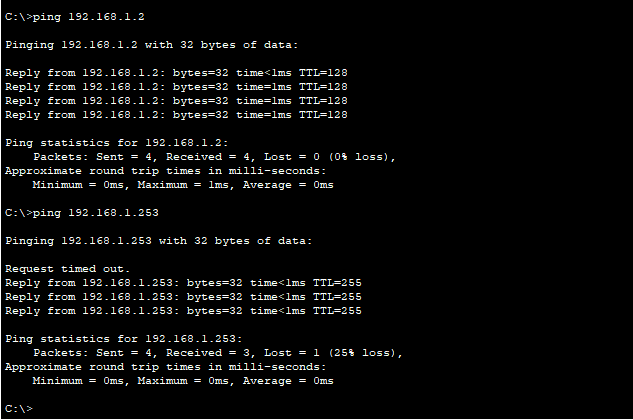 C:\>ping 192.168.1.2
Pinging 192.168.1.2 with 32 bytes of data:
Reply from 192.168.1.2: bytes=32 time<1ms TTL=128
Reply from 192.168.1.2: bytes=32 time=1ms TTL=128
Reply from 192.168.1.2: bytes=32 time=1ms TTL=128
Reply from 192.168.1.2: bytes=32 time=1ms TTL=128
Ping statistics for 192.168.1.2:
    Packets: Sent = 4, Received = 4, Lost = 0 (0% loss),
Approximate round trip times in milli-seconds:
    Minimum = 0ms, Maximum = 1ms, Average = 0ms
C:\>ping 192.168.1.253
Pinging 192.168.1.253 with 32 bytes of data:
Request timed out.
Reply from 192.168.1.253: bytes=32 time<1ms TTL=255
Reply from 192.168.1.253: bytes=32 time<1ms TTL=255
Reply from 192.168.1.253: bytes=32 time<1ms TTL=255
Ping statistics for 192.168.1.253:
    Packets: Sent = 4, Received = 3, Lost = 1 (25% loss),
Approximate round trip times in milli-seconds:
    Minimum = 0ms, Maximum = 0ms, Average = 0ms
C:\>